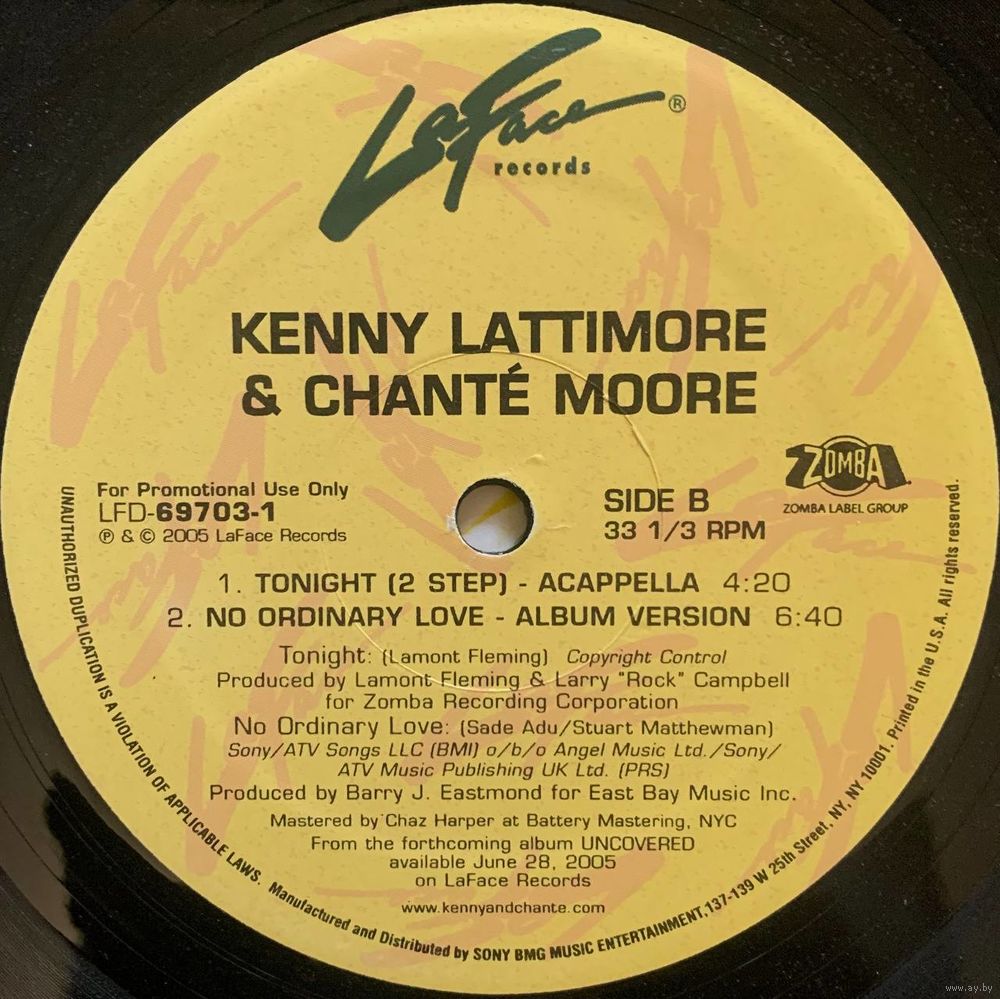 LaFace ®
records
KENNY LATTIMORE
& CHANTÉ MOORE
ZOMBA
ZOMBA LABEL GROUP
For Promotional Use Only
LFD-69703-1
℗ & © 2005 LaFace Records
SIDE B
33 1/3 RPM
1. TONIGHT (2 STEP) - ACAPPELLA 4:20
2. NO ORDINARY LOVE - ALBUM VERSION 6:40
Tonight: (Lamont Fleming) Copyright Control
Produced by Lamont Fleming & Larry "Rock" Campbell
for Zomba Recording Corporation
No Ordinary Love: (Sade Adu/Stuart Matthewman)
Sony/ATV Songs LLC (BMI) o/b/o Angel Music Ltd./Sony/
ATV Music Publishing UK Ltd. (PRS)
Produced by Barry J. Eastmond for East Bay Music Inc.
Mastered by Chaz Harper at Battery Mastering, NYC
From the forthcoming album UNCOVERED
available June 28, 2005
on LaFace Records
www.kennyandchante.com
UNAUTHORIZED DUPLICATION IS A VIOLATION OF APPLICABLE LAWS. Manufactured and Distributed by SONY BMG MUSIC ENTERTAINMENT, 137-139 W 25th Street, NY, NY 10001. Printed in the U.S.A. All rights reserved.
www.ay.by